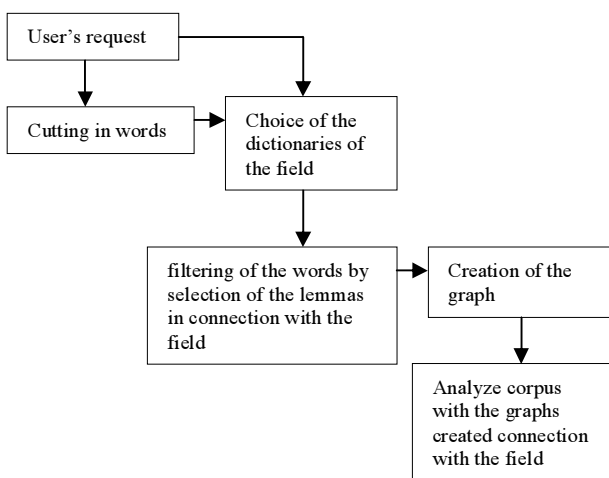 User's request
Cutting in words
Choice of the
dictionaries of
the field
filtering of the words by
selection of the lemmas
in connection with the
field
Creation of the
graph
Analyze corpus
with the graphs
created connection
with the field